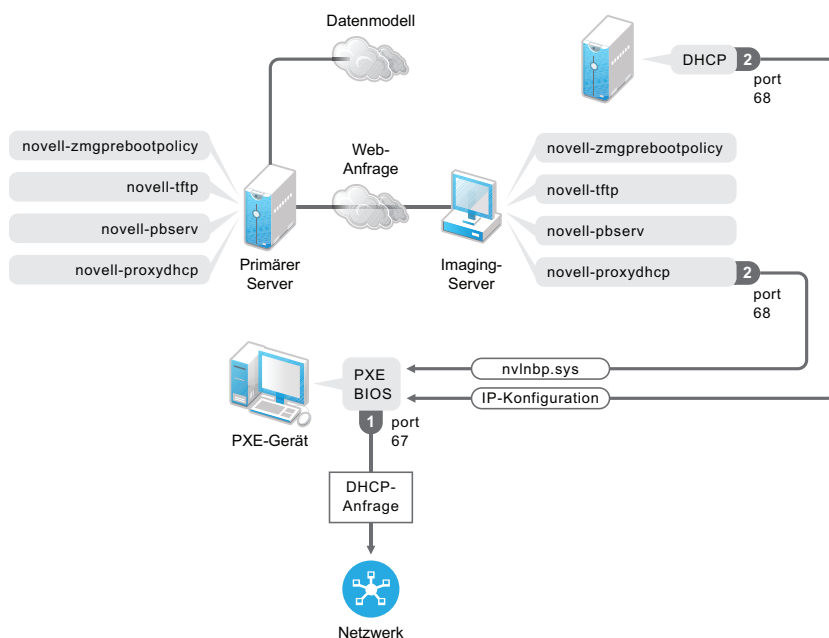 Datenmodell
DHCP
2
port
68
novell-zmgprebootpolicy
novell-tftp
novell-pbserv
novell-proxydhcp
Primärer
Server
Web-
Anfrage
Imaging-
Server
novell-zmgprebootpolicy
novell-tftp
novell-pbserv
novell-proxydhcp
2
port
68
nvlnbp.sys
IP-Konfiguration
PXE
BIOS
1
port
67
PXE-Gerät
DHCP-
Anfrage
Netzwerk